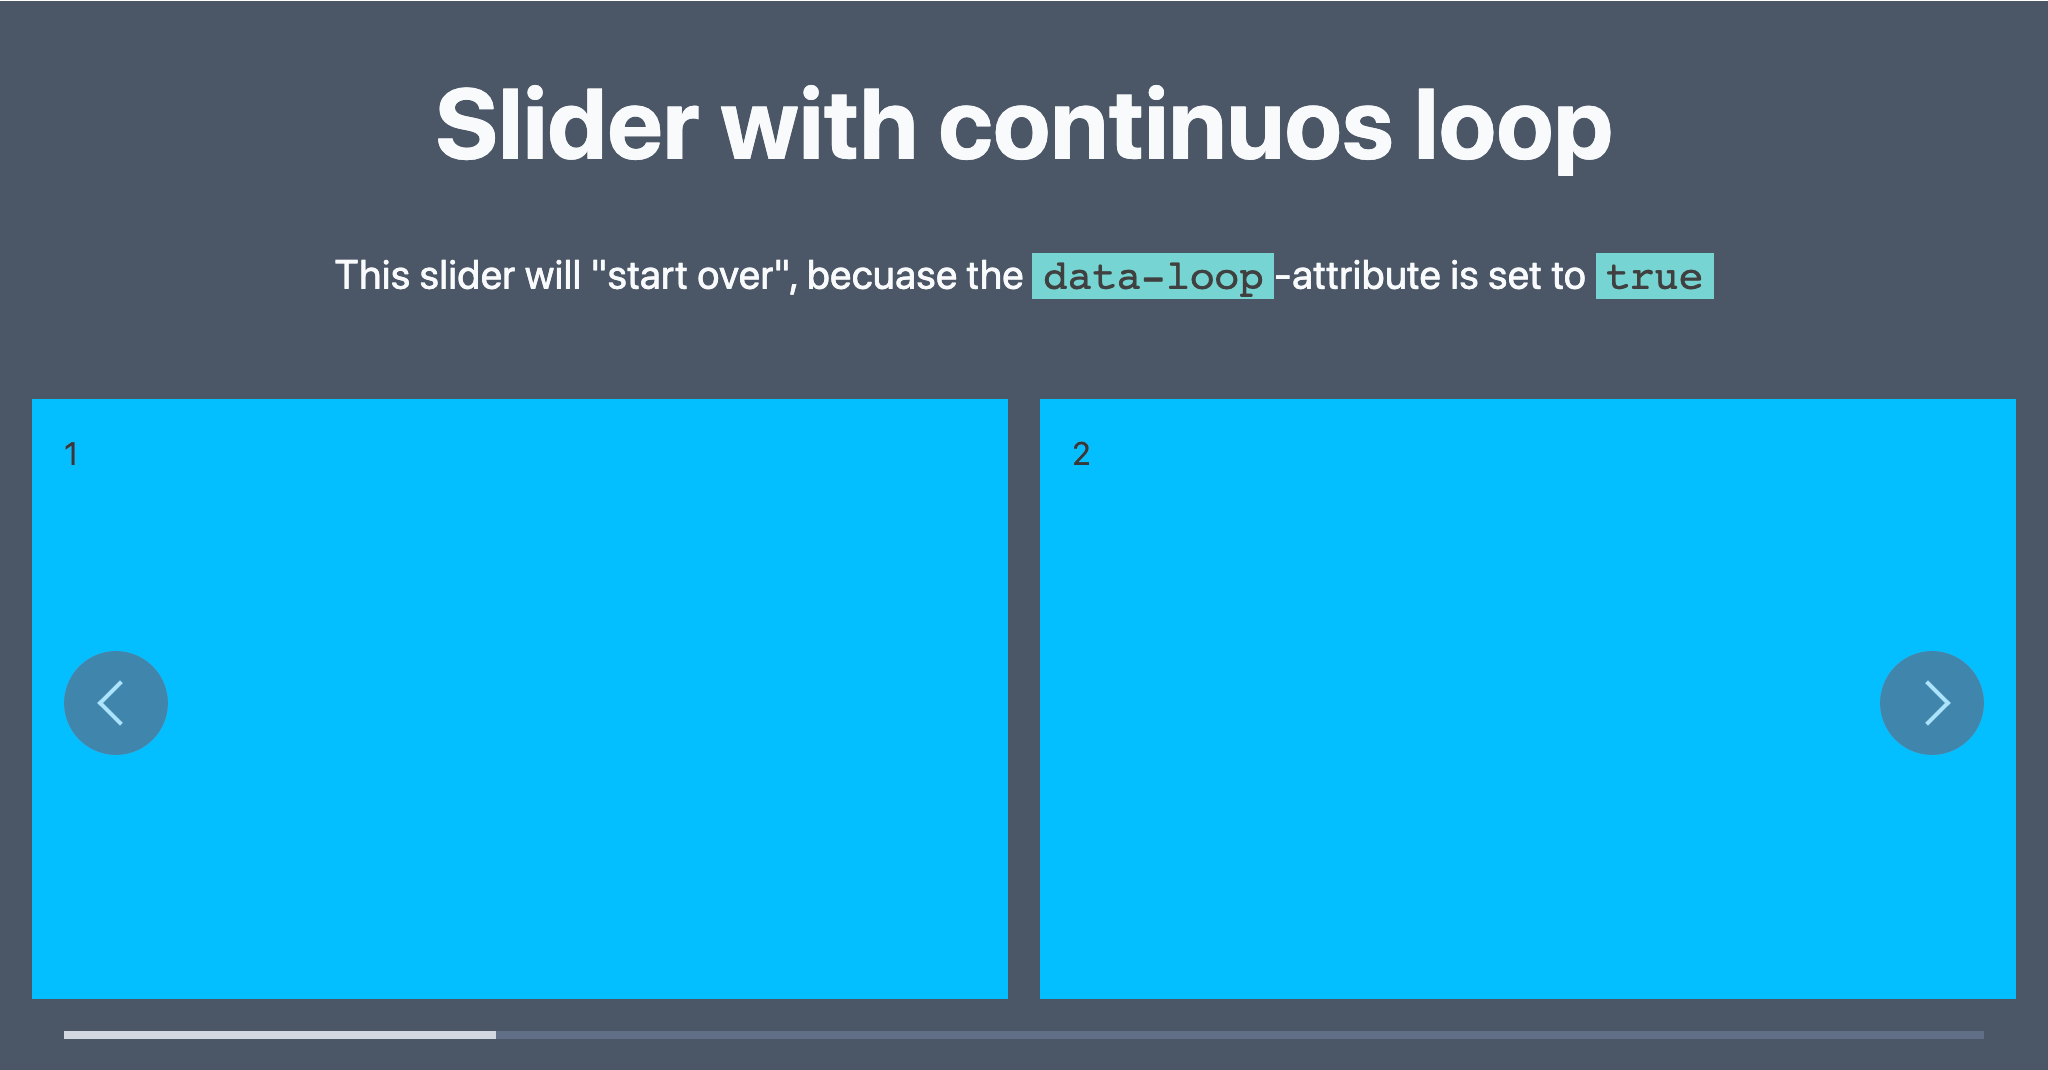 Slider with continuos loop
This slider will "start over", becuase the data-loop-attribute is set to true
1
2